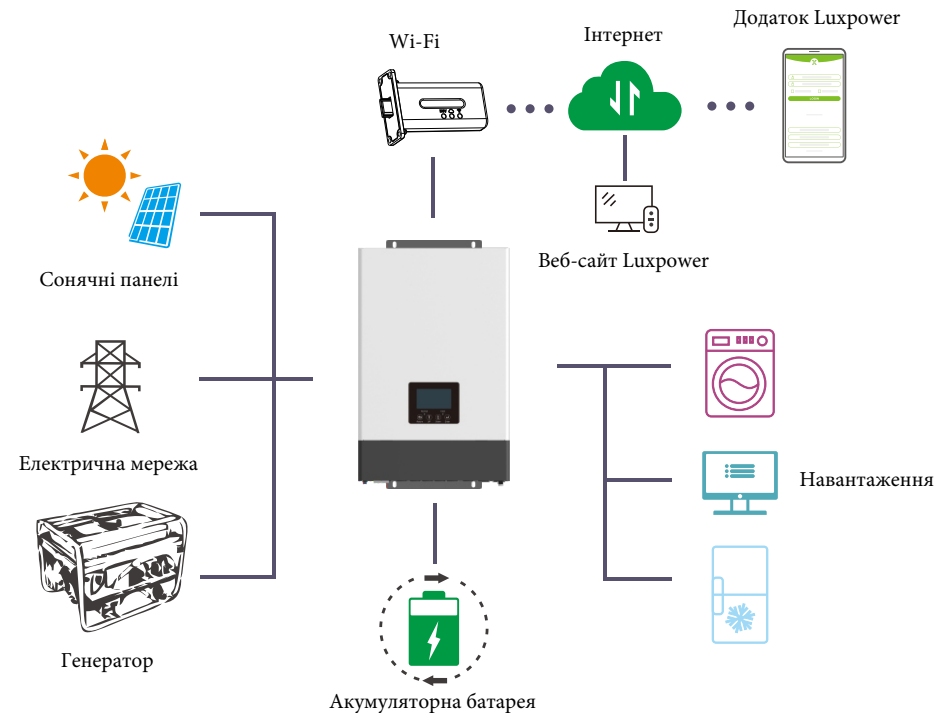 Додаток Luxpower
Інтернет
Wi-Fi
Веб-сайт Luxpower
Сонячні панелі
Електрична мережа
Навантаження
Генератор
Акумуляторна батарея